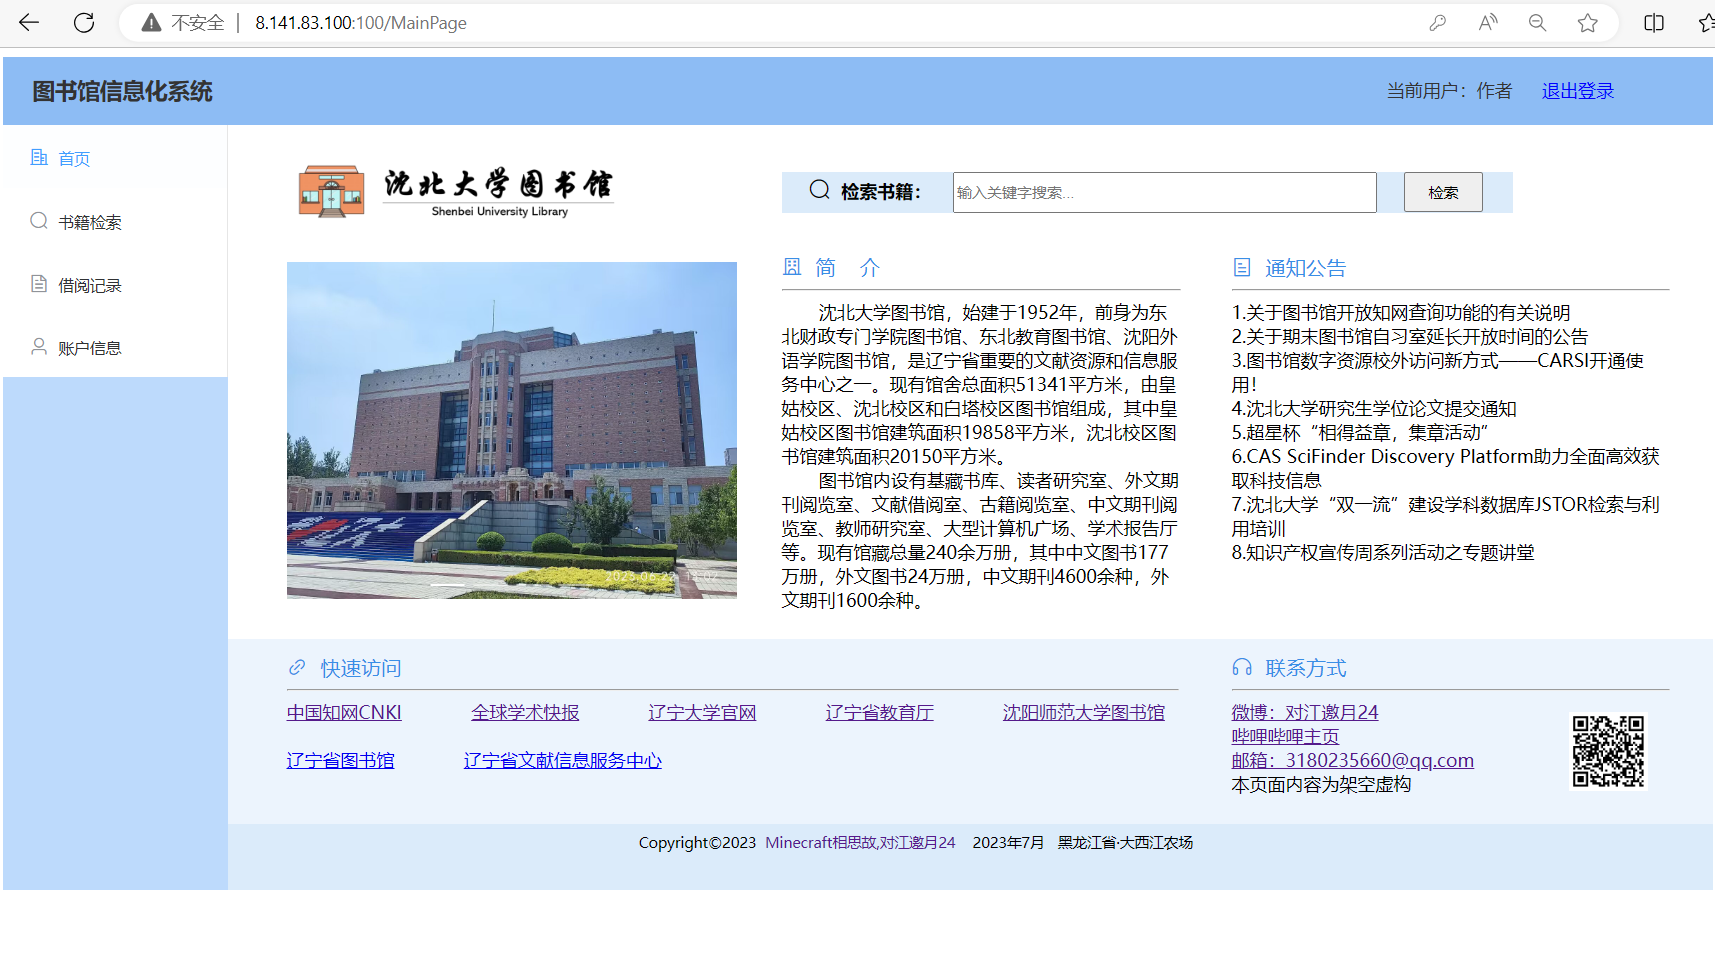 不安全
8.141.83.100:100/MainPage
图书馆信息化系统
当前用户：作者
退出登录
首页
书籍检索
借阅记录
账户信息
沈北大学图书馆
Shenbei University Library
检索书籍：
输入关键字搜索...
检索
简 介
沈北大学图书馆，始建于1952年，前身为东
北财政专门学院图书馆、东北教育图书馆、沈阳外
语学院图书馆，是辽宁省重要的文献资源和信息服
务中心之一。现有馆舍总面积51341平方米，由皇
姑校区、沈北校区和白塔校区图书馆组成，其中皇
姑校区图书馆建筑面积19858平方米，沈北校区图
书馆建筑面积20150平方米。
图书馆内设有基藏书库、读者研究室、外文期
刊阅览室、文献借阅室、古籍阅览室、中文期刊阅
览室、教师研究室、大型计算机广场、学术报告厅
等。现有馆藏总量240余万册，其中中文图书177
万册，外文图书24万册，中文期刊4600余种，外
文期刊1600余种。
通知公告
1.关于图书馆开放知网查询功能的有关说明
2.关于期末图书馆自习室延长开放时间的公告
3.图书馆数字资源校外访问新方式——CARSI开通使
用！
4.沈北大学研究生学位论文提交通知
5.超星杯“相得益章，集章活动”
6.CAS SciFinder Discovery Platform助力全面高效获
取科技信息
7.沈北大学“双一流”建设学科数据库JSTOR检索与利
用培训
8.知识产权宣传周系列活动之专题讲堂
快速访问
中国知网CNKI
全球学术快报
辽宁大学官网
辽宁省教育厅
沈阳师范大学图书馆
辽宁省图书馆
辽宁省文献信息服务中心
联系方式
微博：对汀邀月24
哔哩哔哩主页
邮箱：3180235660@qq.com
本页面内容为架空虚构
Copyright©2023 Minecraft相思故,对江邀月24 2023年7月 黑龙江省·大西江农场